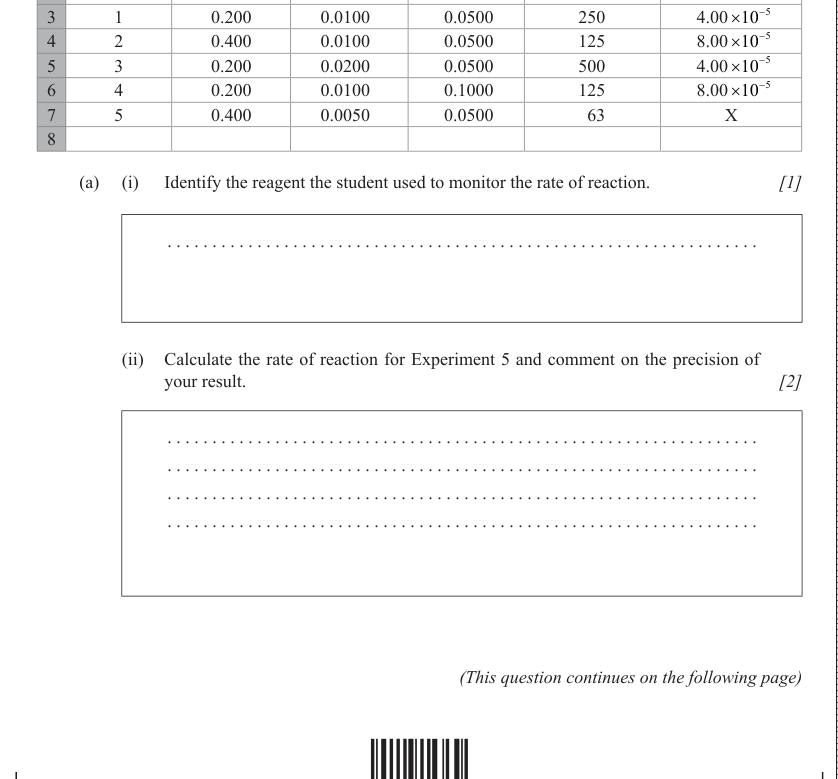 3 1 0.200 0.0100 0.0500 250 4.00×10⁻⁵
4 2 0.400 0.0100 0.0500 125 8.00×10⁻⁵
5 3 0.200 0.0200 0.0500 500 4.00×10⁻⁵
6 4 0.200 0.0100 0.1000 125 8.00×10⁻⁵
7 5 0.400 0.0050 0.0500 63 X
8
(a) (i) Identify the reagent the student used to monitor the rate of reaction. [1]
(ii) Calculate the rate of reaction for Experiment 5 and comment on the precision of
your result. [2]
(This question continues on the following page)